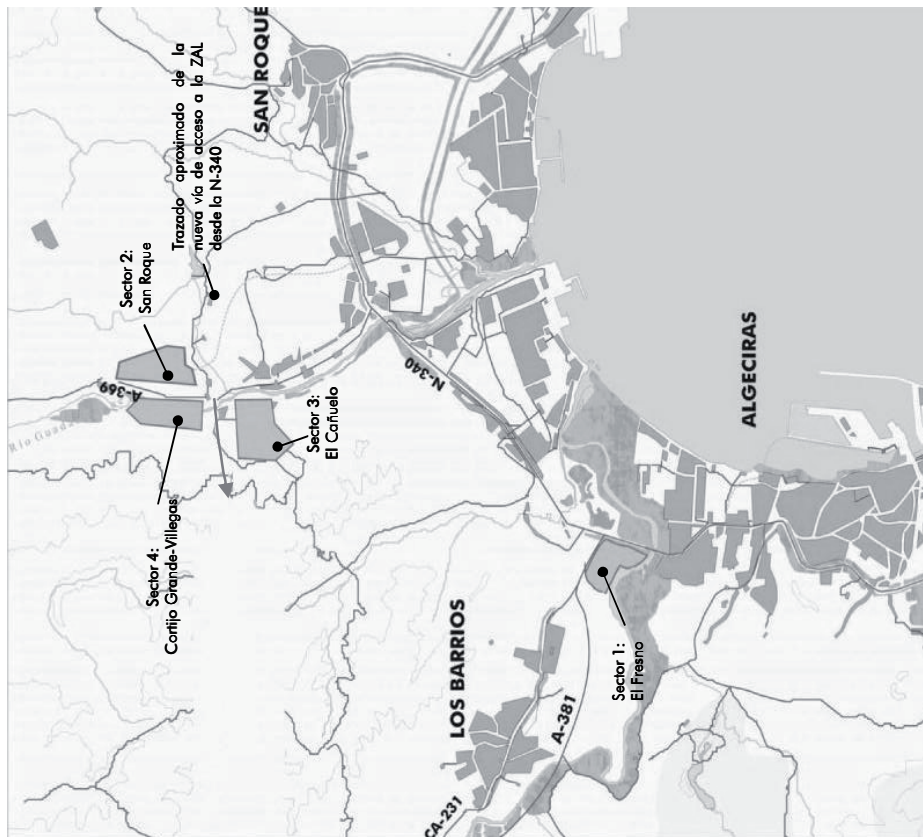 SAN ROQUE
Trazado aproximado de la
nueva vía de acceso a la ZAL
desde la N-340
Sector 2:
San Roque
A-369
Sector 3:
El Cañuelo
Sector 4:
Cortijo Grande-Villegas
N-340
ALGECIRAS
LOS BARRIOS
Sector 1:
El Fresno
A-381
CA-231
Río